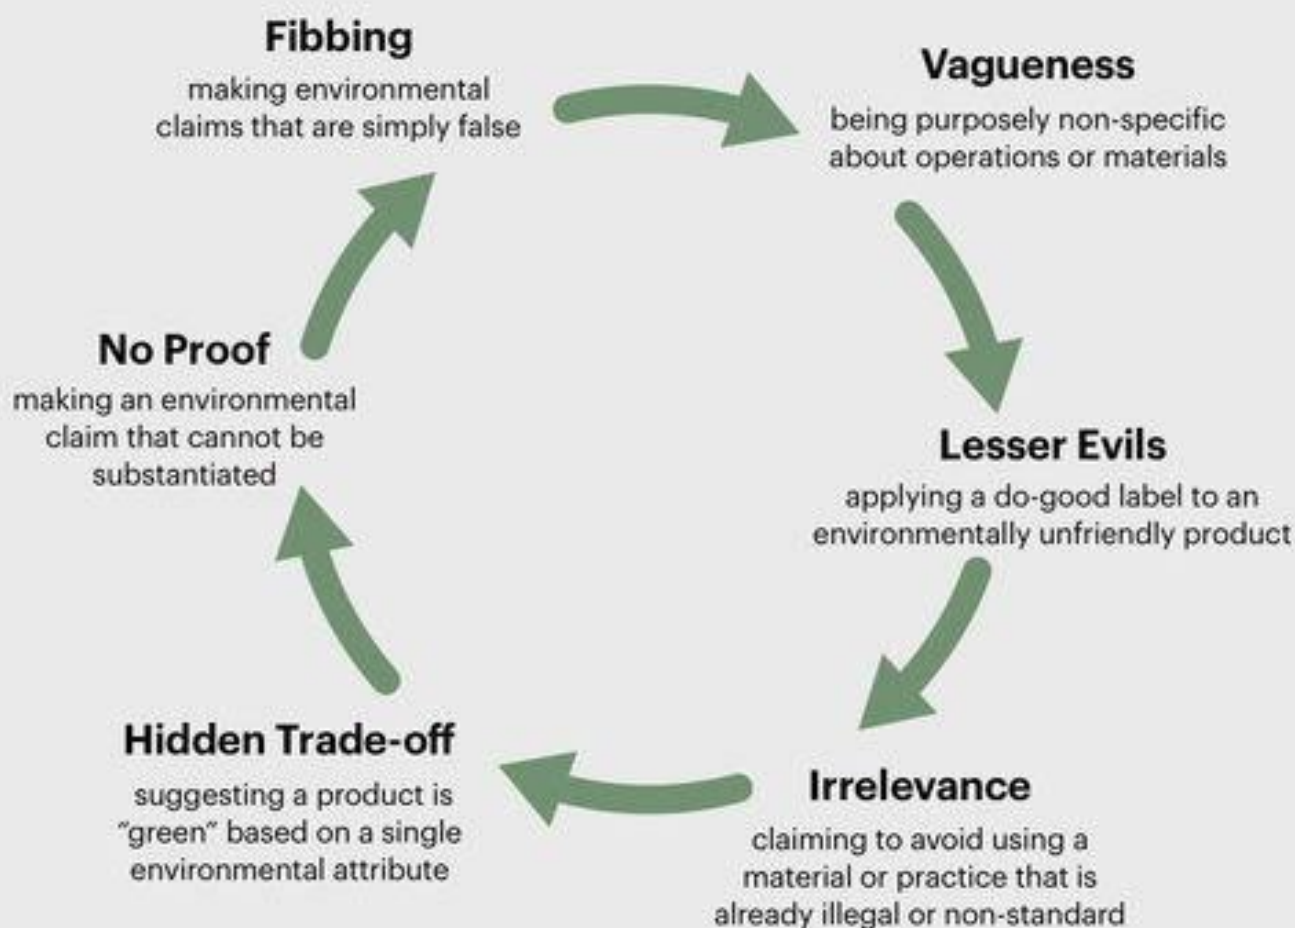 Fibbing
making environmental
claims that are simply false
Vagueness
being purposely non-specific
about operations or materials
Lesser Evils
applying a do-good label to an
environmentally unfriendly product
Irrelevance
claiming to avoid using a
material or practice that is
already illegal or non-standard
Hidden Trade-off
suggesting a product is
“green” based on a single
environmental attribute
No Proof
making an environmental
claim that cannot be
substantiated